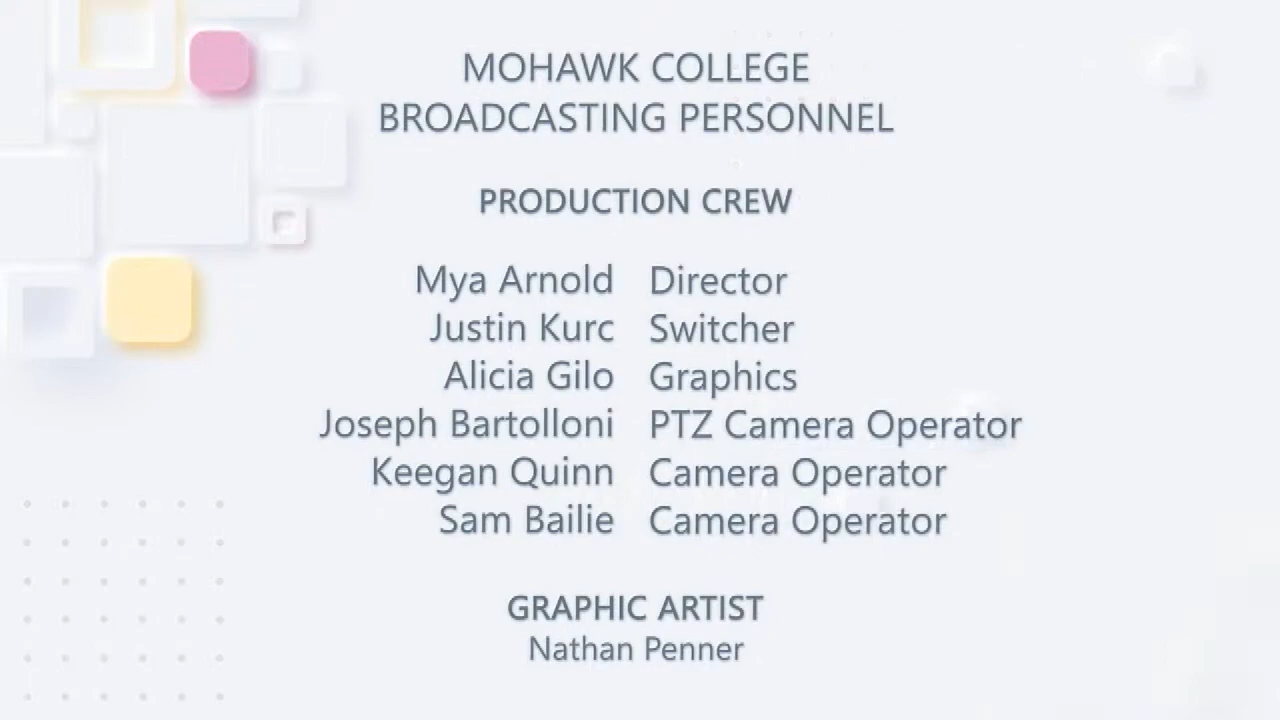 MOHAWK COLLEGE
BROADCASTING PERSONNEL
PRODUCTION CREW
Mya Arnold Director
Justin Kurc Switcher
Alicia Gilo Graphics
Joseph Bartolloni PTZ Camera Operator
Keegan Quinn Camera Operator
Sam Bailie Camera Operator
GRAPHIC ARTIST
Nathan Penner